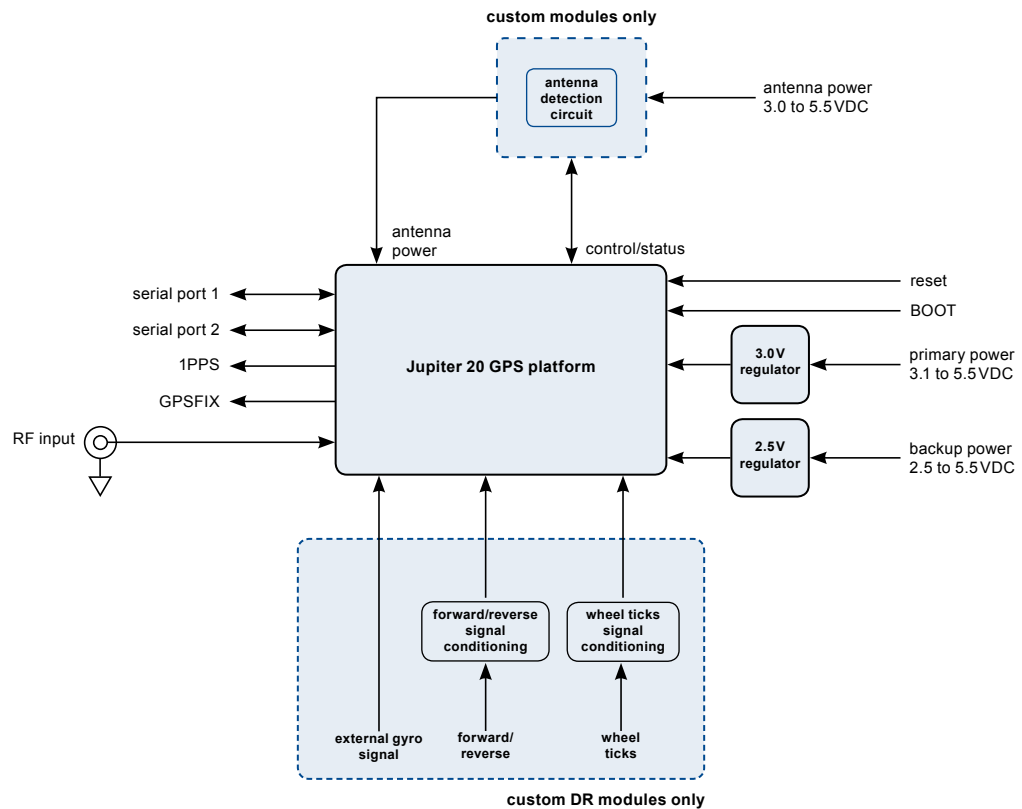 custom modules only
antenna
detection
circuit
antenna power
3.0 to 5.5VDC
antenna
power
control/status
serial port 1
serial port 2
1PPS
GPSFIX
RF input
Jupiter 20 GPS platform
reset
BOOT
3.0V
regulator
primary power
3.1 to 5.5VDC
2.5V
regulator
backup power
2.5 to 5.5VDC
forward/reverse
signal
conditioning
wheel ticks
signal
conditioning
external gyro
signal
forward/
reverse
wheel
ticks
custom DR modules only